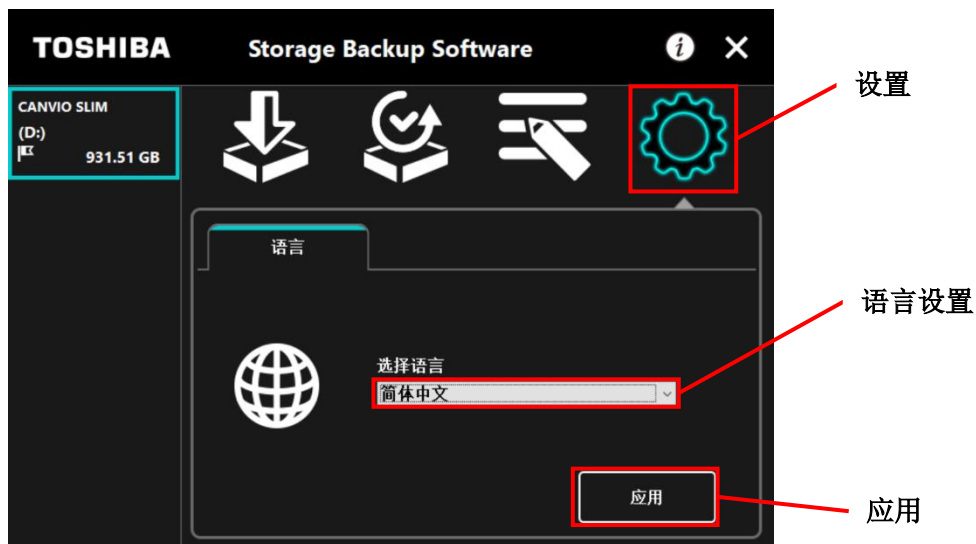 TOSHIBA Storage Backup Software i
设置
CANVIO SLIM
(D:)
931.51 GB
语言
语言设置
选择语言
简体中文
应用
应用